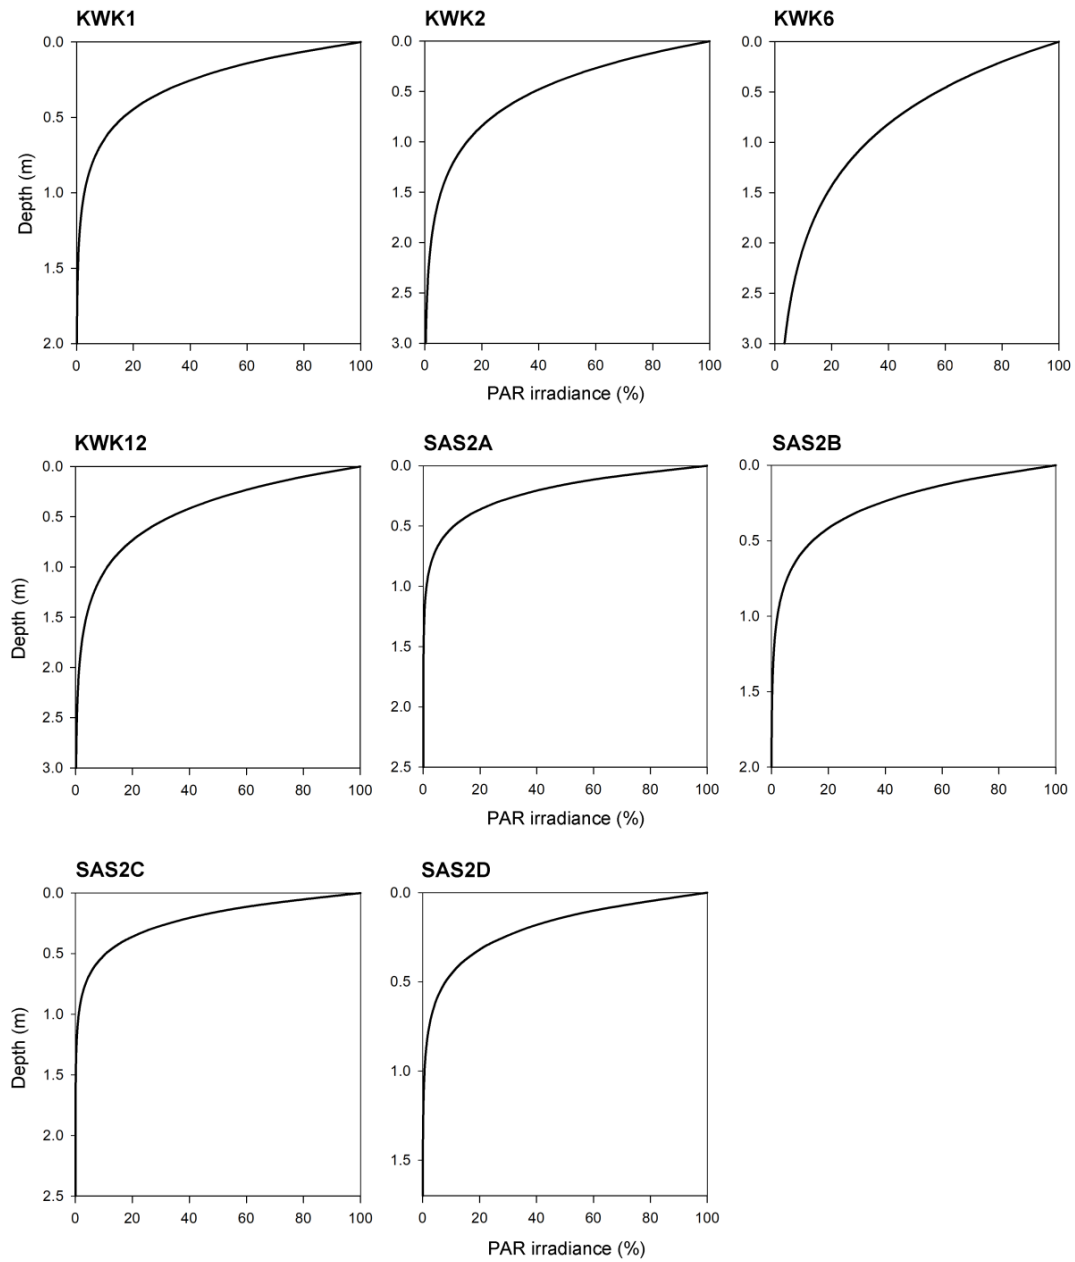 KWK1 KWK2 KWK6
0.0 0.0 0.0
0.5 0.5 0.5
1.0 1.0 1.0
1.5 1.5 1.5
2.0 2.0 2.0
2.5 2.5
3.0 3.0
Depth (m)
0 20 40 60 80 100 0 20 40 60 80 100 0 20 40 60 80 100
PAR irradiance (%)
KWK12 SAS2A SAS2B
0.0 0.0 0.0
0.5 0.5 0.5
1.0 1.0 1.0
1.5 1.5 1.5
2.0 2.0 2.0
2.5 2.5
3.0
Depth (m)
0 20 40 60 80 100 0 20 40 60 80 100 0 20 40 60 80 100
PAR irradiance (%)
SAS2C SAS2D
0.0 0.0
0.5 0.5
1.0 1.0
1.5 1.5
2.0
2.5
Depth (m)
0 20 40 60 80 100 0 20 40 60 80 100
PAR irradiance (%)